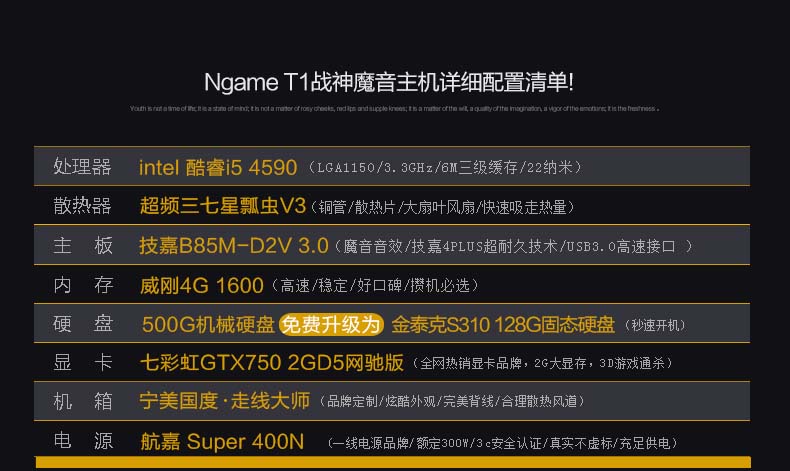 Ngame T1战神魔音主机详细配置清单!
Youth is not a time of life; it is a state of mind; it is not a matter of rosy cheeks, red lips and supple knees; it is a matter of the will, a quality of the imagination, a vigor of the emotions; it is the freshness .
处理器 intel 酷睿i5 4590（LGA1150/3.3GHz/6M三级缓存/22纳米）
散热器 超频三七星瓢虫V3（铜管/散热片/大扇叶风扇/快速吸走热量）
主 板 技嘉B85M-D2V 3.0（魔音音效/技嘉4PLUS超耐久技术/USB3.0高速接口 ）
内 存 威刚4G 1600（高速/稳定/好口碑/攒机必选）
硬 盘 500G机械硬盘 免费升级为 金泰克S310 128G固态硬盘（秒速开机）
显 卡 七彩虹GTX750 2GD5网驰版（全网热销显卡品牌，2G大显存，3D游戏通杀）
机 箱 宁美国度·走线大师（品牌定制/炫酷外观/完美背线/合理散热风道）
电 源 航嘉 Super 400N （一线电源品牌/额定300W/3c安全认证/真实不虚标/充足供电）